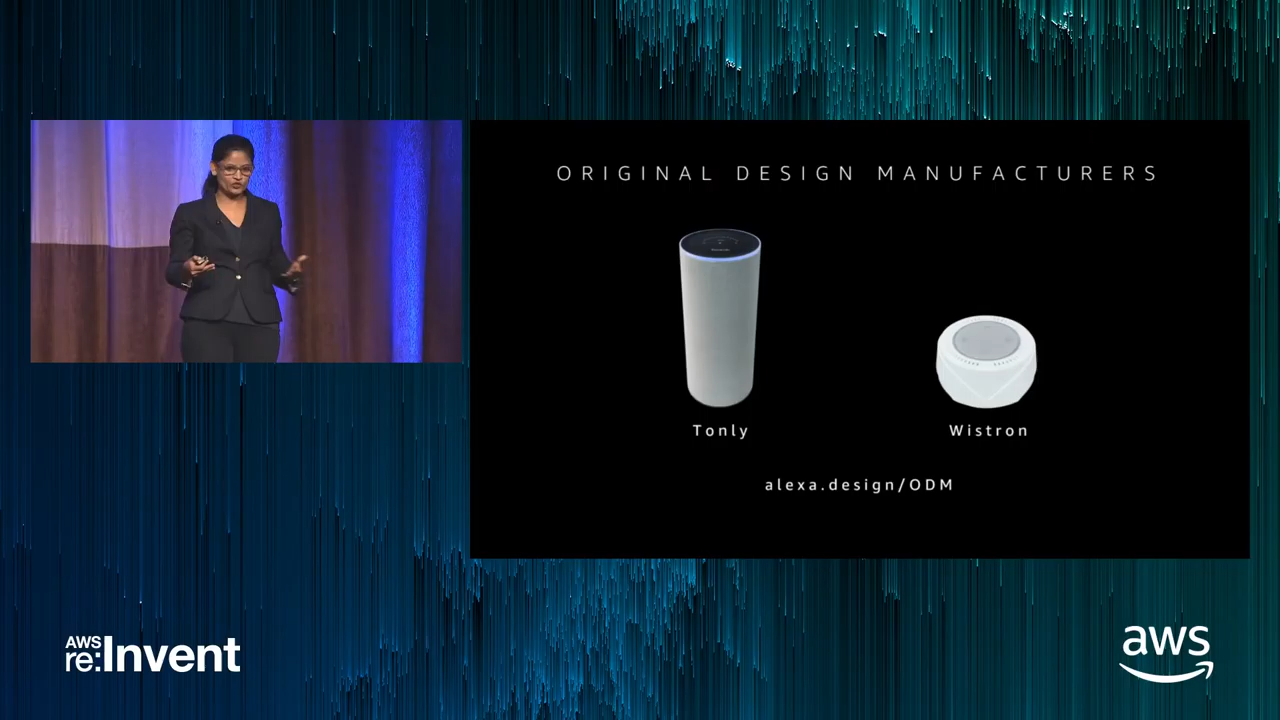 ORIGINAL DESIGN MANUFACTURERS
Tonly
Wistron
alexa.design/ODM
AWS
re:Invent
aws